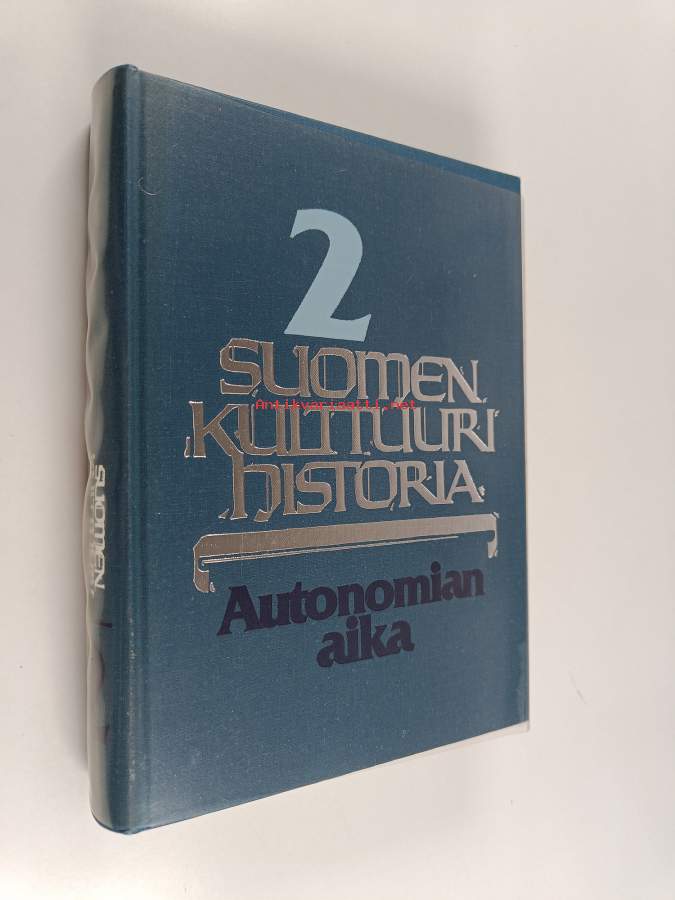 2
SUOMEN
KULTTUURI
HISTORIA
Autonomian
aika
Antikvariaatti.net
SUOMEN